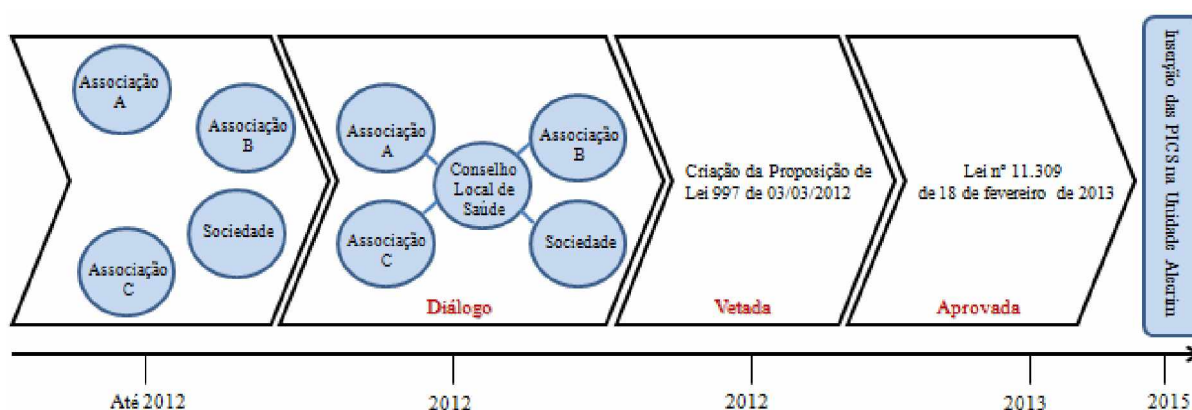 Associação
A
Associação
B
Sociedade
Associação
C
Associação
A
Conselho
Local de
Saúde
Associação
B
Associação
C
Sociedade
Diálogo
Criação da Proposição de
Lei 997 de 03/03/2012
Vetada
Lei nº 11.309
de 18 de fevereiro de 2013
Aprovada
Inserção das PICS na Unidade Alecrim
Até 2012
2012
2012
2013
2015